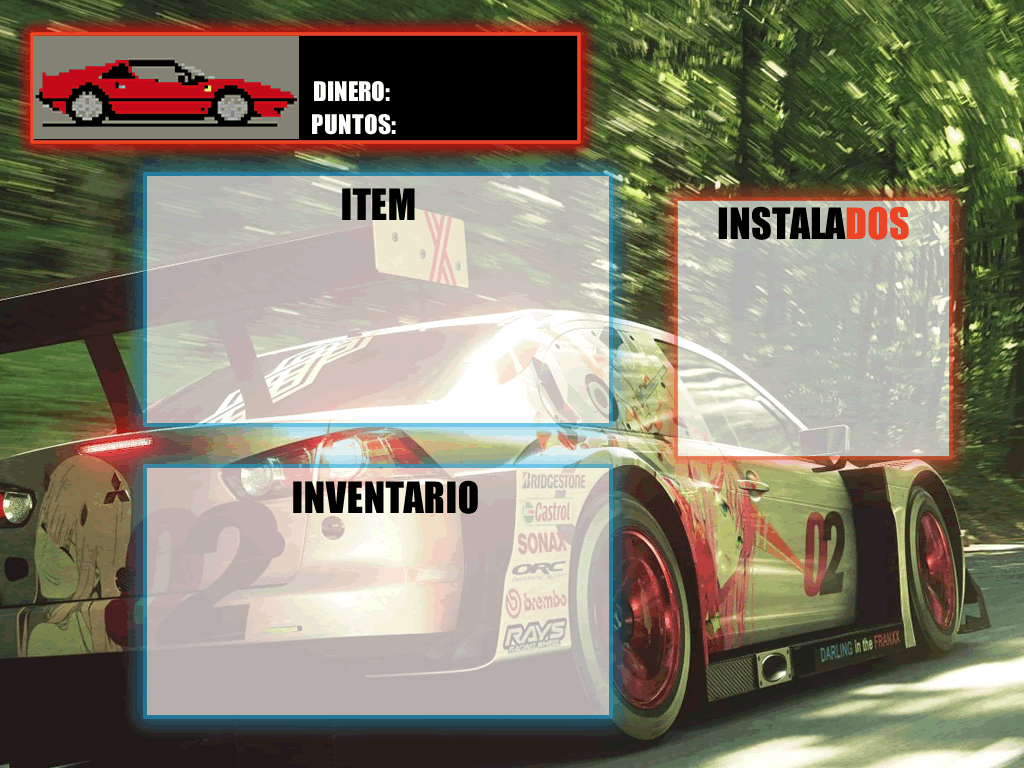 DINERO:
PUNTOS:
ITEM
INSTALADOS
INVENTARIO
BRIDGESTONE
Castrol
SONAX
ORC
brembo
RAYS
02
02
DARLING in the FRANXX